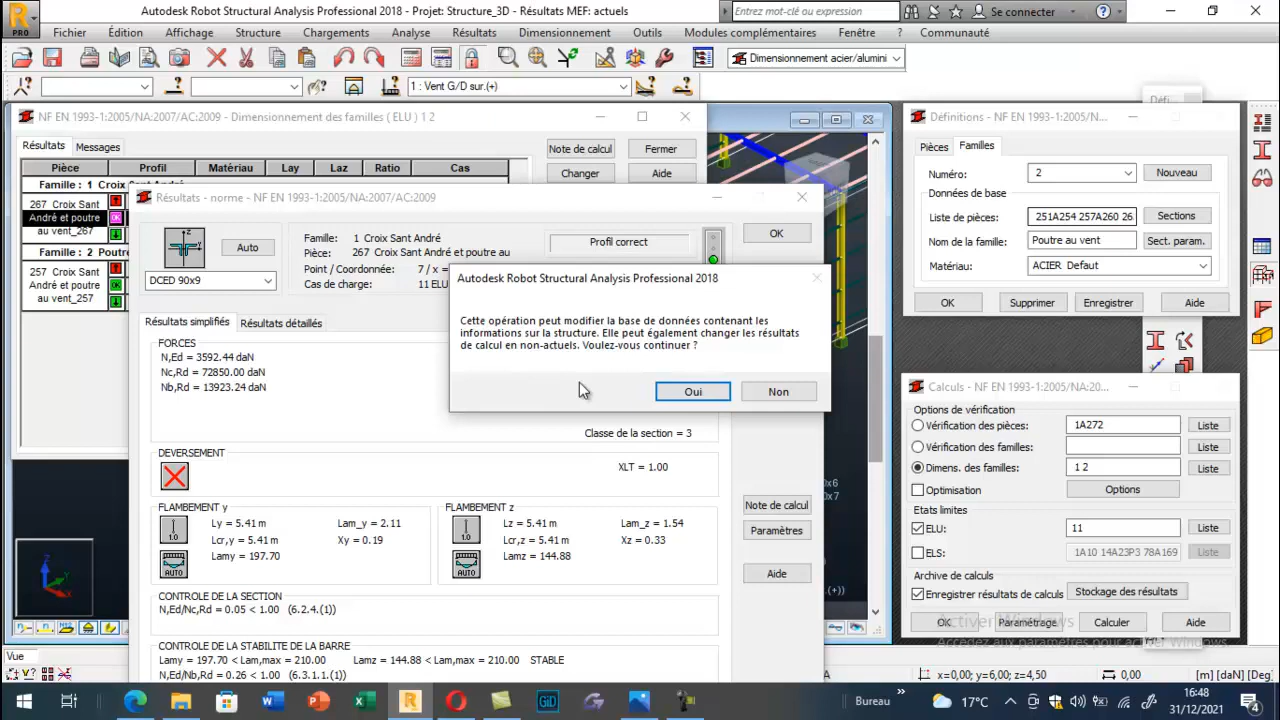 Autodesk Robot Structural Analysis Professional 2018 - Projet: Structure_3D - Résultats MEF: actuels
Entrez mot-clé ou expression
Se connecter
PRO
Fichier Édition Affichage Structure Chargements Analyse Résultats Dimensionnement Outils Modules complémentaires Fenêtre ? Communauté
Dimensionnement acier/alumini
1 : Vent G/D sur.(+)
NF EN 1993-1:2005/NA:2007/AC:2009 - Dimensionnement des familles ( ELU ) 1 2
Résultats Messages
Note de calcul Fermer
Changer Aide
Pièce Profil Matériau Lay Laz Ratio Cas
Famille : 1 Croix Sant André
267 Croix Sant
André et poutre
au vent_267
OK
Famille : 2 Poutre
257 Croix Sant
André et poutre
au vent_257
OK
Résultats - norme - NF EN 1993-1:2005/NA:2007/AC:2009
Auto
DCED 90x9
Famille: 1 Croix Sant André
Pièce: 267 Croix Sant André et poutre au
Point / Coordonnée: 7 / x =
Cas de charge: 11 ELU
Profil correct
OK
Résultats simplifiés Résultats détaillés
FORCES
N,Ed = 3592.44 daN
Nc,Rd = 72850.00 daN
Nb,Rd = 13923.24 daN
Classe de la section = 3
DEVERSEMENT
XLT = 1.00
FLAMBEMENT y
Ly = 5.41 m Lam_y = 2.11
Lcr,y = 5.41 m Xy = 0.19
Lamy = 197.70
1.0
AUTO
FLAMBEMENT z
Lz = 5.41 m Lam_z = 1.54
Lcr,z = 5.41 m Xz = 0.33
Lamz = 144.88
1.0
AUTO
Note de calcul
Paramètres
Aide
CONTROLE DE LA SECTION
N,Ed/Nc,Rd = 0.05 < 1.00 (6.2.4.(1))
CONTROLE DE LA STABILITE DE LA BARRE
Lamy = 197.70 < Lam,max = 210.00 Lamz = 144.88 < Lam,max = 210.00 STABLE
N,Ed/Nb,Rd = 0.26 < 1.00 (6.3.1.1.(1))
Autodesk Robot Structural Analysis Professional 2018
Cette opération peut modifier la base de données contenant les
informations sur la structure. Elle peut également changer les résultats
de calcul en non-actuels. Voulez-vous continuer ?
Oui Non
Définitions - NF EN 1993-1:2005/N...
Pièces Familles
Numéro: 2 Nouveau
Données de base
Liste de pièces: 251A254 257A260 26 Sections
Nom de la famille: Poutre au vent Sect. param.
Matériau: ACIER Defaut
OK Supprimer Enregistrer Aide
Calculs - NF EN 1993-1:2005/NA:20...
Options de vérification
Vérification des pièces: 1A272 Liste
Vérification des familles: Liste
Dimens. des familles: 1 2 Liste
Optimisation Options
Etats limites
ELU: 11 Liste
ELS: 1A10 14A23P3 78A169 Liste
Archive de calculs
Enregistrer résultats de calculs Stockage des résultats
OK Paramétrage Calculer Aide
Activer Windows
Accédez aux paramètres pour activer Windows.
Vue
x=0,00; y=6,00; z=4,50 0,00 [m] [daN] [Deg]
Bureau 17°C 16:48
31/12/2021